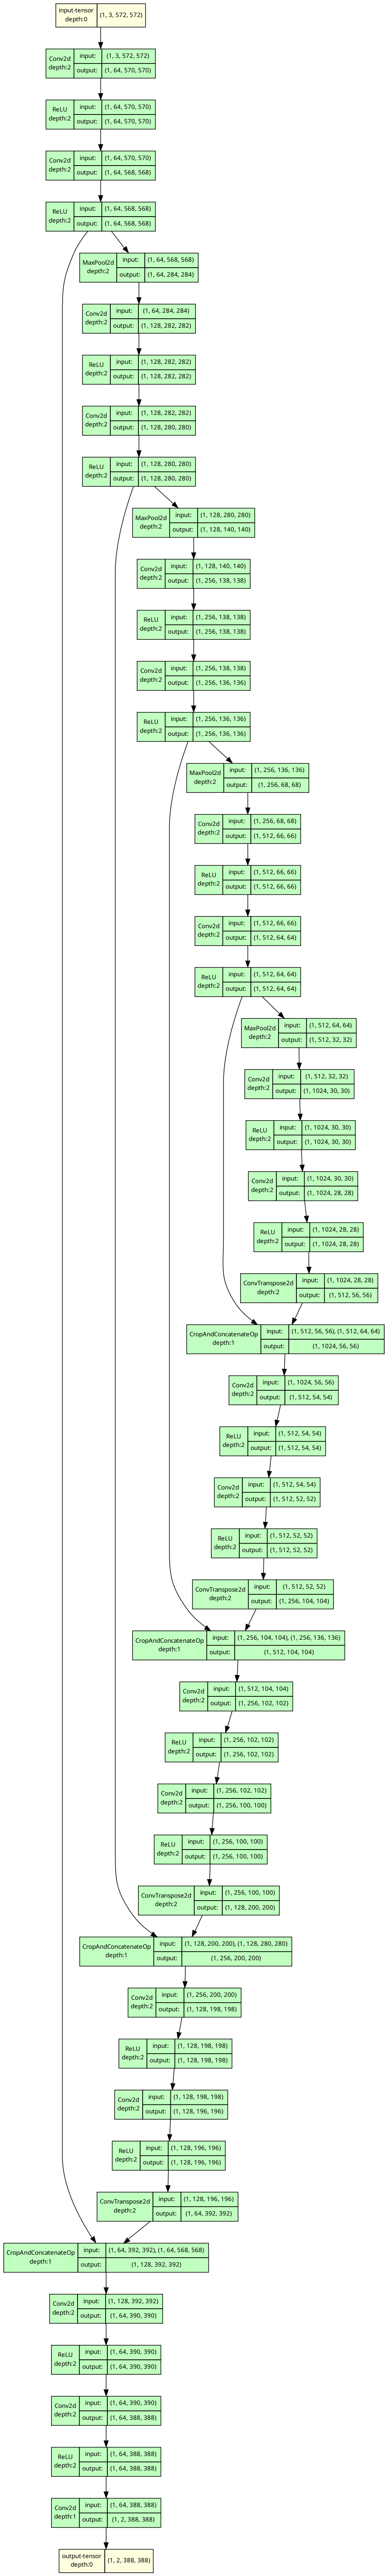 input-tensor
depth:0
(1, 3, 572, 572)
Conv2d
depth:2
input:
(1, 3, 572, 572)
output:
(1, 64, 570, 570)
ReLU
depth:2
input:
(1, 64, 570, 570)
output:
(1, 64, 570, 570)
Conv2d
depth:2
input:
(1, 64, 570, 570)
output:
(1, 64, 568, 568)
ReLU
depth:2
input:
(1, 64, 568, 568)
output:
(1, 64, 568, 568)
MaxPool2d
depth:2
input:
(1, 64, 568, 568)
output:
(1, 64, 284, 284)
Conv2d
depth:2
input:
(1, 64, 284, 284)
output:
(1, 128, 282, 282)
ReLU
depth:2
input:
(1, 128, 282, 282)
output:
(1, 128, 282, 282)
Conv2d
depth:2
input:
(1, 128, 282, 282)
output:
(1, 128, 280, 280)
ReLU
depth:2
input:
(1, 128, 280, 280)
output:
(1, 128, 280, 280)
MaxPool2d
depth:2
input:
(1, 128, 280, 280)
output:
(1, 128, 140, 140)
Conv2d
depth:2
input:
(1, 128, 140, 140)
output:
(1, 256, 138, 138)
ReLU
depth:2
input:
(1, 256, 138, 138)
output:
(1, 256, 138, 138)
Conv2d
depth:2
input:
(1, 256, 138, 138)
output:
(1, 256, 136, 136)
ReLU
depth:2
input:
(1, 256, 136, 136)
output:
(1, 256, 136, 136)
MaxPool2d
depth:2
input:
(1, 256, 136, 136)
output:
(1, 256, 68, 68)
Conv2d
depth:2
input:
(1, 256, 68, 68)
output:
(1, 512, 66, 66)
ReLU
depth:2
input:
(1, 512, 66, 66)
output:
(1, 512, 66, 66)
Conv2d
depth:2
input:
(1, 512, 66, 66)
output:
(1, 512, 64, 64)
ReLU
depth:2
input:
(1, 512, 64, 64)
output:
(1, 512, 64, 64)
MaxPool2d
depth:2
input:
(1, 512, 64, 64)
output:
(1, 512, 32, 32)
Conv2d
depth:2
input:
(1, 512, 32, 32)
output:
(1, 1024, 30, 30)
ReLU
depth:2
input:
(1, 1024, 30, 30)
output:
(1, 1024, 30, 30)
Conv2d
depth:2
input:
(1, 1024, 30, 30)
output:
(1, 1024, 28, 28)
ReLU
depth:2
input:
(1, 1024, 28, 28)
output:
(1, 1024, 28, 28)
ConvTranspose2d
depth:2
input:
(1, 1024, 28, 28)
output:
(1, 512, 56, 56)
CropAndConcatenateOp
depth:1
input:
(1, 512, 56, 56), (1, 512, 64, 64)
output:
(1, 1024, 56, 56)
Conv2d
depth:2
input:
(1, 1024, 56, 56)
output:
(1, 512, 54, 54)
ReLU
depth:2
input:
(1, 512, 54, 54)
output:
(1, 512, 54, 54)
Conv2d
depth:2
input:
(1, 512, 54, 54)
output:
(1, 512, 52, 52)
ReLU
depth:2
input:
(1, 512, 52, 52)
output:
(1, 512, 52, 52)
ConvTranspose2d
depth:2
input:
(1, 512, 52, 52)
output:
(1, 256, 104, 104)
CropAndConcatenateOp
depth:1
input:
(1, 256, 104, 104), (1, 256, 136, 136)
output:
(1, 512, 104, 104)
Conv2d
depth:2
input:
(1, 512, 104, 104)
output:
(1, 256, 102, 102)
ReLU
depth:2
input:
(1, 256, 102, 102)
output:
(1, 256, 102, 102)
Conv2d
depth:2
input:
(1, 256, 102, 102)
output:
(1, 256, 100, 100)
ReLU
depth:2
input:
(1, 256, 100, 100)
output:
(1, 256, 100, 100)
ConvTranspose2d
depth:2
input:
(1, 256, 100, 100)
output:
(1, 128, 200, 200)
CropAndConcatenateOp
depth:1
input:
(1, 128, 200, 200), (1, 128, 280, 280)
output:
(1, 256, 200, 200)
Conv2d
depth:2
input:
(1, 256, 200, 200)
output:
(1, 128, 198, 198)
ReLU
depth:2
input:
(1, 128, 198, 198)
output:
(1, 128, 198, 198)
Conv2d
depth:2
input:
(1, 128, 198, 198)
output:
(1, 128, 196, 196)
ReLU
depth:2
input:
(1, 128, 196, 196)
output:
(1, 128, 196, 196)
ConvTranspose2d
depth:2
input:
(1, 128, 196, 196)
output:
(1, 64, 392, 392)
CropAndConcatenateOp
depth:1
input:
(1, 64, 392, 392), (1, 64, 568, 568)
output:
(1, 128, 392, 392)
Conv2d
depth:2
input:
(1, 128, 392, 392)
output:
(1, 64, 390, 390)
ReLU
depth:2
input:
(1, 64, 390, 390)
output:
(1, 64, 390, 390)
Conv2d
depth:2
input:
(1, 64, 390, 390)
output:
(1, 64, 388, 388)
ReLU
depth:2
input:
(1, 64, 388, 388)
output:
(1, 64, 388, 388)
Conv2d
depth:1
input:
(1, 64, 388, 388)
output:
(1, 2, 388, 388)
output-tensor
depth:0
(1, 2, 388, 388)